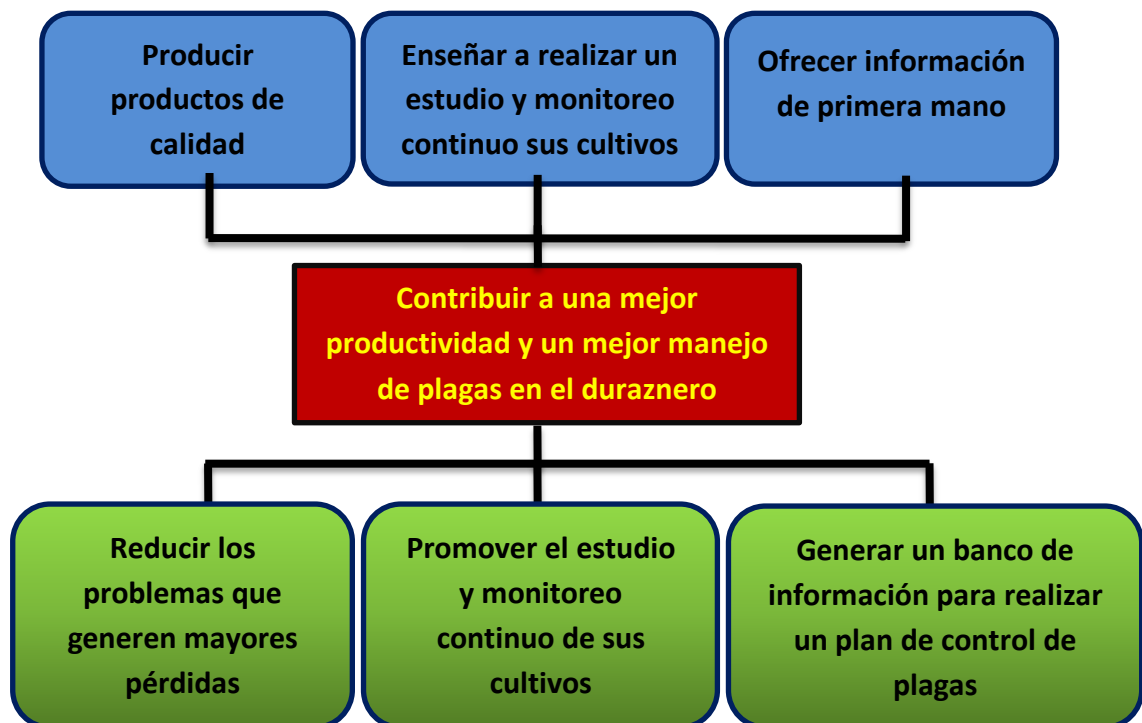 Producir
productos de
calidad
Enseñar a realizar un
estudio y monitoreo
continuo sus cultivos
Ofrecer información
de primera mano
Contribuir a una mejor
productividad y un mejor manejo
de plagas en el duraznero
Reducir los
problemas que
generen mayores
pérdidas
Promover el estudio
y monitoreo
continuo de sus
cultivos
Generar un banco de
información para realizar
un plan de control de
plagas